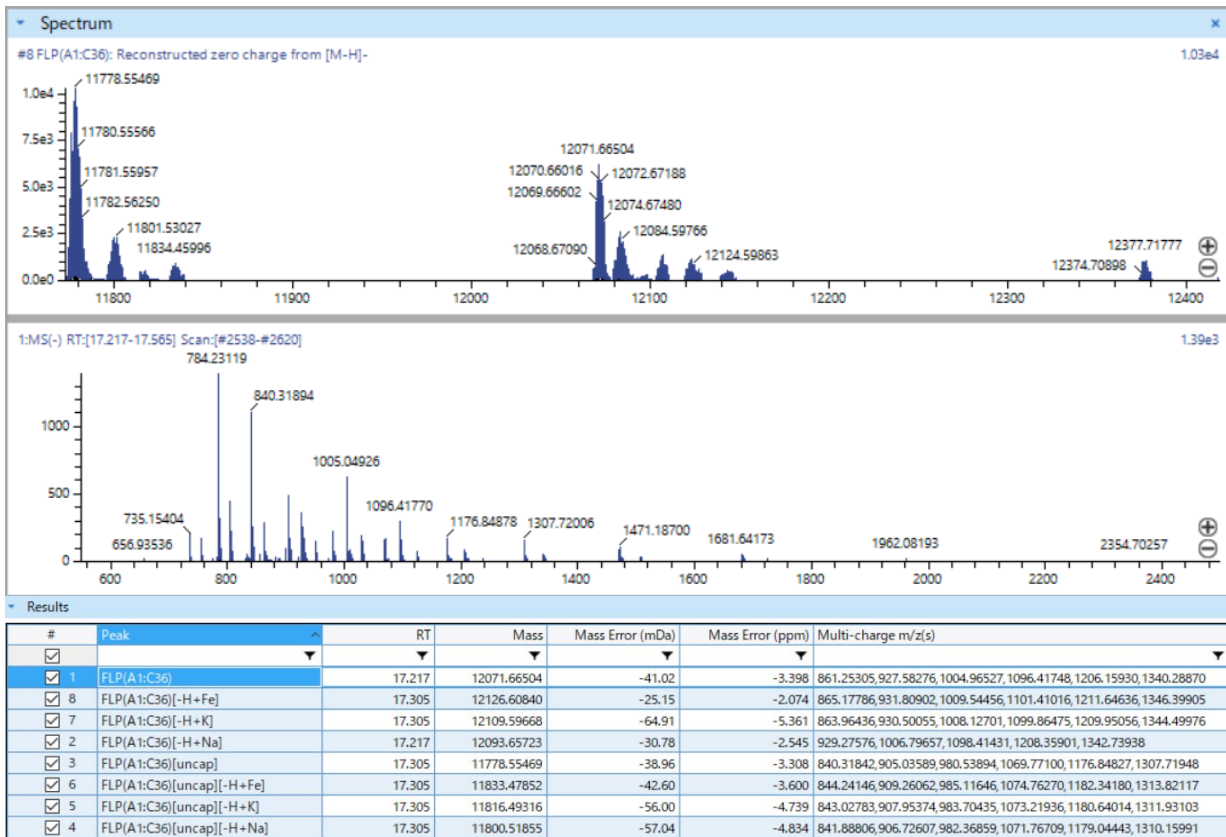 Spectrum
#8 FLP(A1:C36): Reconstructed zero charge from [M-H]-
1.03e4
11778.55469
1.0e4
11780.55566
7.5e3
12071.66504
11781.55957
12070.66016
12072.67188
5.0e3
12069.66602
11782.56250
12074.67480
11801.53027
12084.59766
2.5e3
11834.45996
12068.67090
12124.59863
12377.71777
12374.70898
0.0e0
11800 11900 12000 12100 12200 12300 12400
1:MS(-) RT:[17.217-17.565] Scan:[#2538-#2620]
1.39e3
784.23119
840.31894
1000
1005.04926
500
1096.41770
735.15404
1176.84878
1307.72006
656.93536
1471.18700
1681.64173
1962.08193
2354.70257
0
600 800 1000 1200 1400 1600 1800 2000 2200 2400
Results
# Peak RT Mass Mass Error (mDa) Mass Error (ppm) Multi-charge m/z(s)
1 FLP(A1:C36) 17.217 12071.66504 -41.02 -3.398 861.25305,927.58276,1004.96527,1096.41748,1206.15930,1340.28870
8 FLP(A1:C36)[-H+Fe] 17.305 12126.60840 -25.15 -2.074 865.17786,931.80902,1009.54456,1101.41016,1211.64636,1346.39905
7 FLP(A1:C36)[-H+K] 17.305 12109.59668 -64.91 -5.361 863.96436,930.50055,1008.12701,1099.86475,1209.95056,1344.49976
2 FLP(A1:C36)[-H+Na] 17.217 12093.65723 -30.78 -2.545 929.27576,1006.79657,1098.41431,1208.35901,1342.73938
3 FLP(A1:C36)[uncap] 17.305 11778.55469 -38.96 -3.308 840.31842,905.03589,980.53894,1069.77100,1176.84827,1307.71948
6 FLP(A1:C36)[uncap][-H+Fe] 17.305 11833.47852 -42.60 -3.600 844.24146,909.26062,985.11646,1074.76270,1182.34180,1313.82117
5 FLP(A1:C36)[uncap][-H+K] 17.305 11816.49316 -56.00 -4.739 843.02783,907.95374,983.70435,1073.21936,1180.64014,1311.93103
4 FLP(A1:C36)[uncap][-H+Na] 17.305 11800.51855 -57.04 -4.834 841.88806,906.72607,982.36859,1071.76709,1179.04443,1310.15991